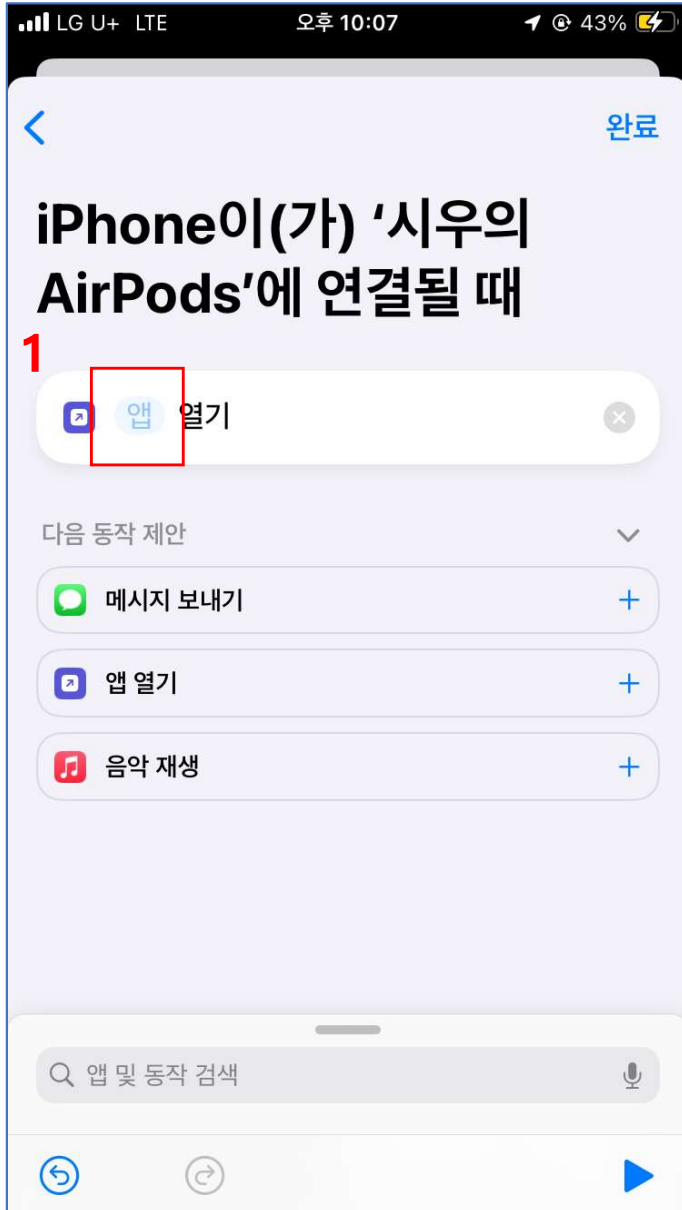 LG U+ LTE 오후 10:07 43%
완료
iPhone이(가) ‘시우의
AirPods’에 연결될 때
1
앱 열기
다음 동작 제안
메시지 보내기
앱 열기
음악 재생
앱 및 동작 검색